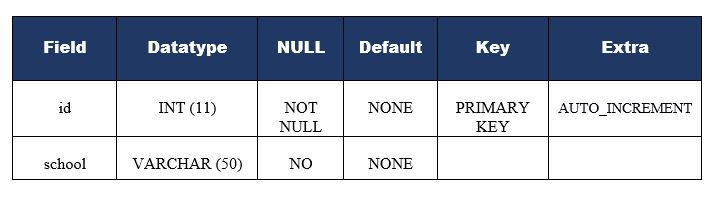 Field Datatype NULL Default Key Extra
id INT (11) NOT NULL NONE PRIMARY KEY AUTO_INCREMENT
school VARCHAR (50) NO NONE